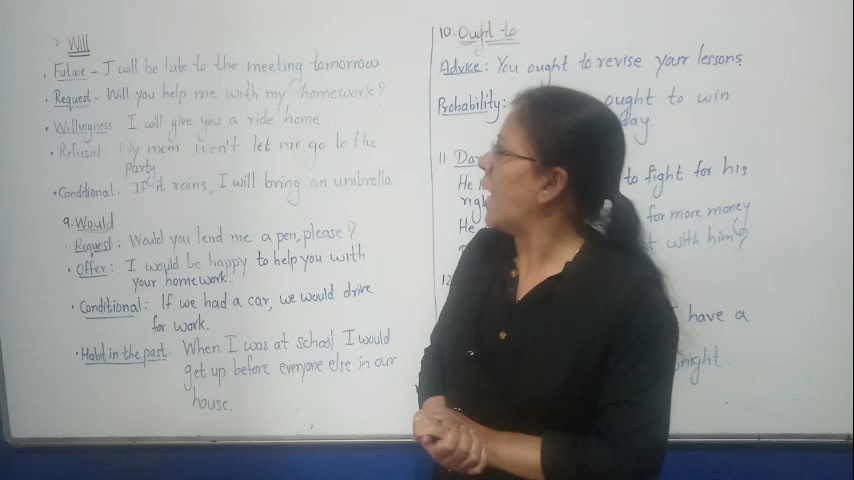 Will
. Future - I will be late to the meeting tomorrow
. Request - Will you help me with my homework?
. Willingness I will give you a ride home.
. Refusal: My mom won't let me go to the
party
. Conditional: If it rains, I will bring an umbrella
9. Would
. Request: Would you lend me a pen, please?
. Offer: I would be happy to help you with
your homework.
. Conditional: If we had a car, we would drive
for work.
. Habit in the past: When I was at school I would
get up before everyone else in our
house.
10. Ought to
Advice: You ought to revise your lessons.
Probability: ought to win
day.
11. Da
He to fight for his
rig
He for more money
with him?
12
have a
night.